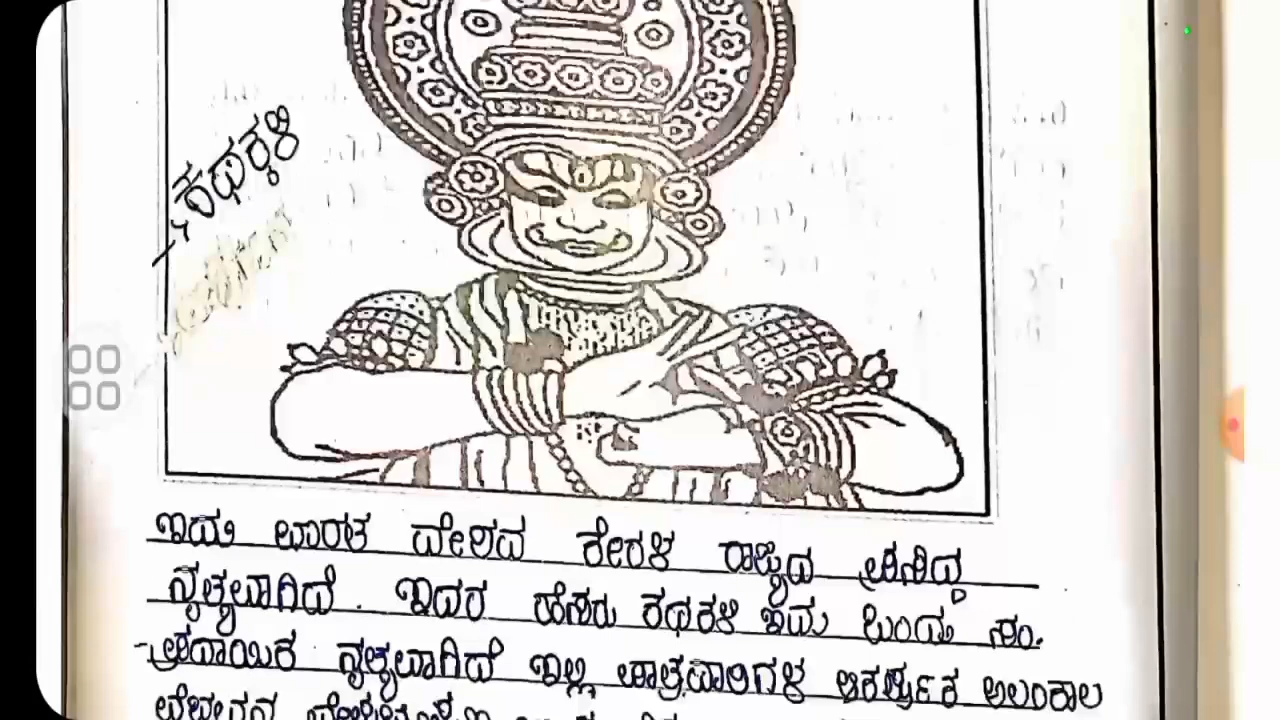 ಕಥಕ್ಕಳಿ
ಇದು ಭಾರತ ದೇಶದ ಕೇರಳ ರಾಜ್ಯದ ಪ್ರಸಿದ್ಧ
ನೃತ್ಯವಾಗಿದೆ. ಇದರ ಹೆಸರು ಕಥಕಳಿ ಇದು ಒಂದು ಸಂ-
-ಪ್ರದಾಯಿಕ ನೃತ್ಯವಾಗಿದೆ ಇಲ್ಲಿ ಪಾತ್ರಧಾರಿಗಳ ಆಕರ್ಷಕ ಅಲಂಕಾಲ